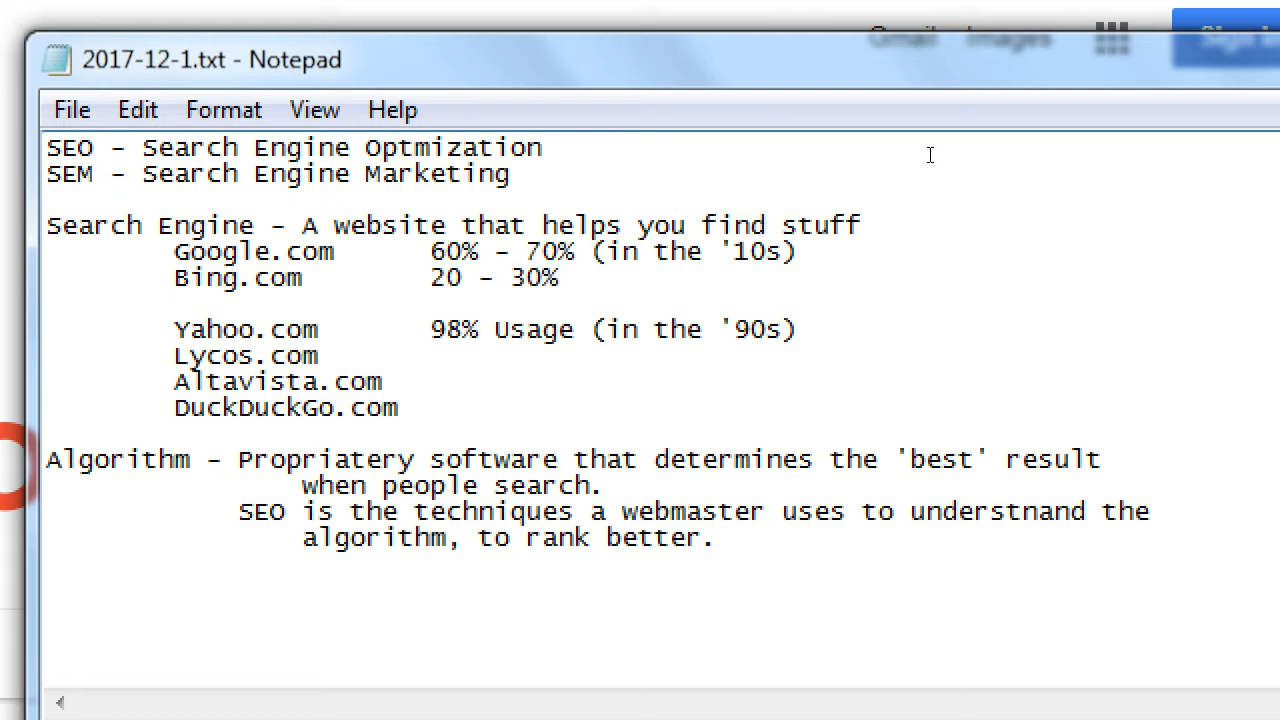 Gmail Images
2017-12-1.txt - Notepad
File Edit Format View Help
SEO - Search Engine Optmization
SEM - Search Engine Marketing
Search Engine - A website that helps you find stuff
Google.com 60% - 70% (in the '10s)
Bing.com 20 - 30%
Yahoo.com 98% Usage (in the '90s)
Lycos.com
Altavista.com
DuckDuckGo.com
Algorithm - Propriatery software that determines the 'best' result
when people search.
SEO is the techniques a webmaster uses to understnand the
algorithm, to rank better.